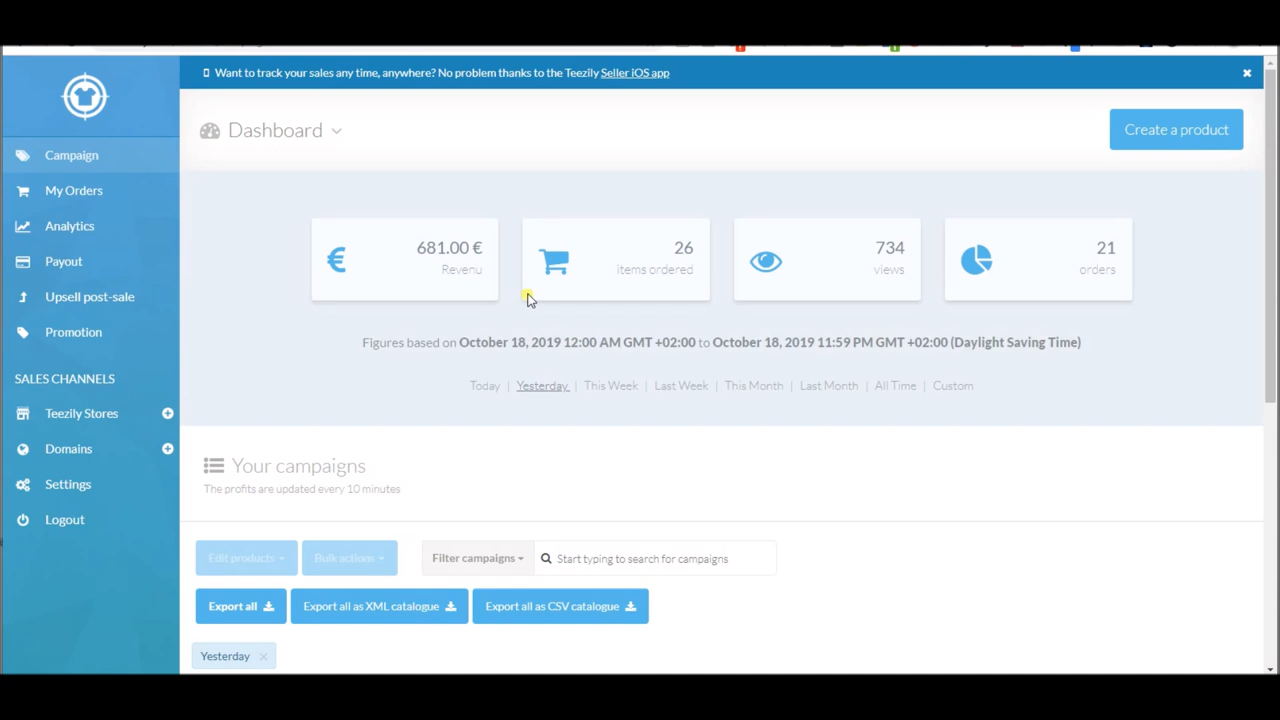 Want to track your sales any time, anywhere? No problem thanks to the Teezily Seller iOS app
Dashboard
Create a product
Campaign
My Orders
Analytics
Payout
Upsell post-sale
Promotion
SALES CHANNELS
Teezily Stores
Domains
Settings
Logout
681.00 €
Revenu
26
items ordered
734
views
21
orders
Figures based on October 18, 2019 12:00 AM GMT +02:00 to October 18, 2019 11:59 PM GMT +02:00 (Daylight Saving Time)
Today | Yesterday | This Week | Last Week | This Month | Last Month | All Time | Custom
Your campaigns
The profits are updated every 10 minutes
Edit products
Bulk actions
Filter campaigns
Start typing to search for campaigns
Export all
Export all as XML catalogue
Export all as CSV catalogue
Yesterday